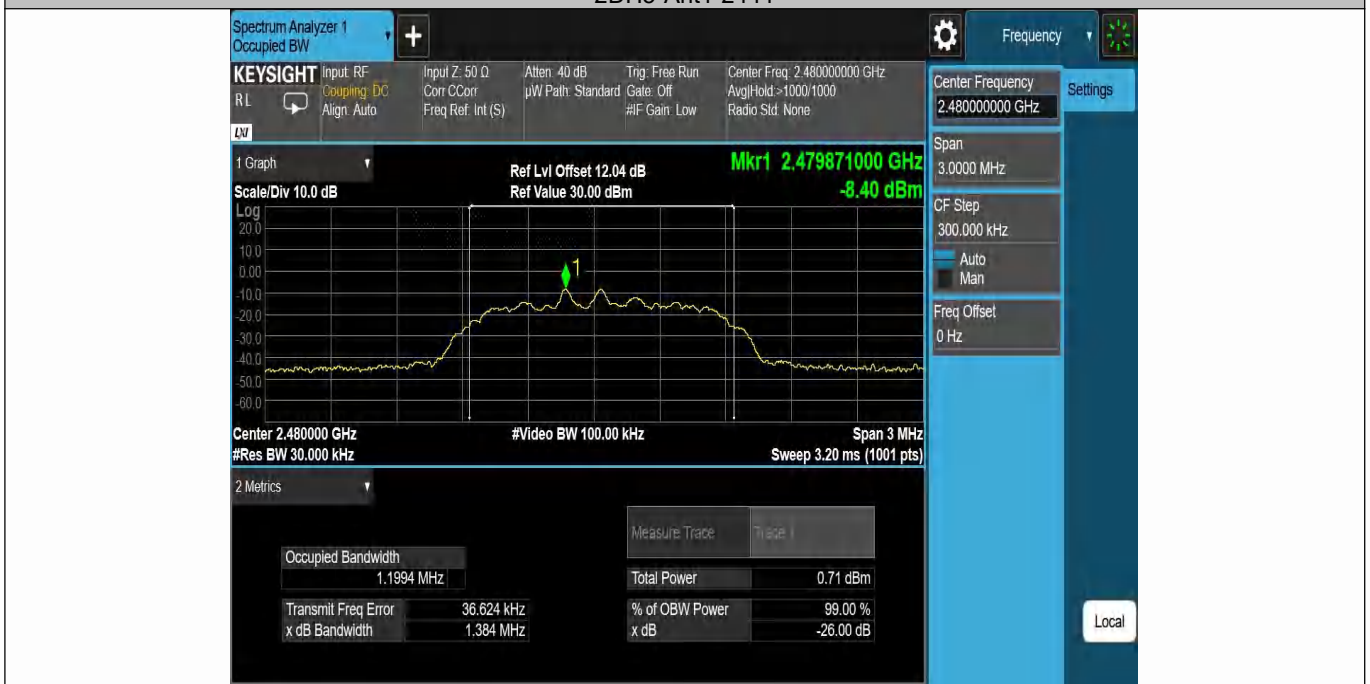 Spectrum Analyzer 1
Occupied BW
+
Frequency
KEYSIGHT
RL
LXI
Input: RF
Coupling: DC
Align: Auto
Input Z: 50 Ω
Corr CCorr
Freq Ref: Int (S)
Atten: 40 dB
µW Path: Standard
Trig: Free Run
Gate: Off
#IF Gain: Low
Center Freq: 2.480000000 GHz
Avg|Hold:>1000/1000
Radio Std: None
Center Frequency
2.480000000 GHz
Settings
Span
3.0000 MHz
CF Step
300.000 kHz
Auto
Man
Freq Offset
0 Hz
Local
1 Graph
Scale/Div 10.0 dB
Ref Lvl Offset 12.04 dB
Ref Value 30.00 dBm
Mkr1 2.479871000 GHz
-8.40 dBm
Log
20.0
10.0
0.00
-10.0
-20.0
-30.0
-40.0
-50.0
-60.0
1
Center 2.480000 GHz
#Video BW 100.00 kHz
Span 3 MHz
#Res BW 30.000 kHz
Sweep 3.20 ms (1001 pts)
2 Metrics
Measure Trace
Trace 1
Occupied Bandwidth
1.1994 MHz
Total Power
0.71 dBm
Transmit Freq Error
36.624 kHz
% of OBW Power
99.00 %
x dB Bandwidth
1.384 MHz
x dB
-26.00 dB